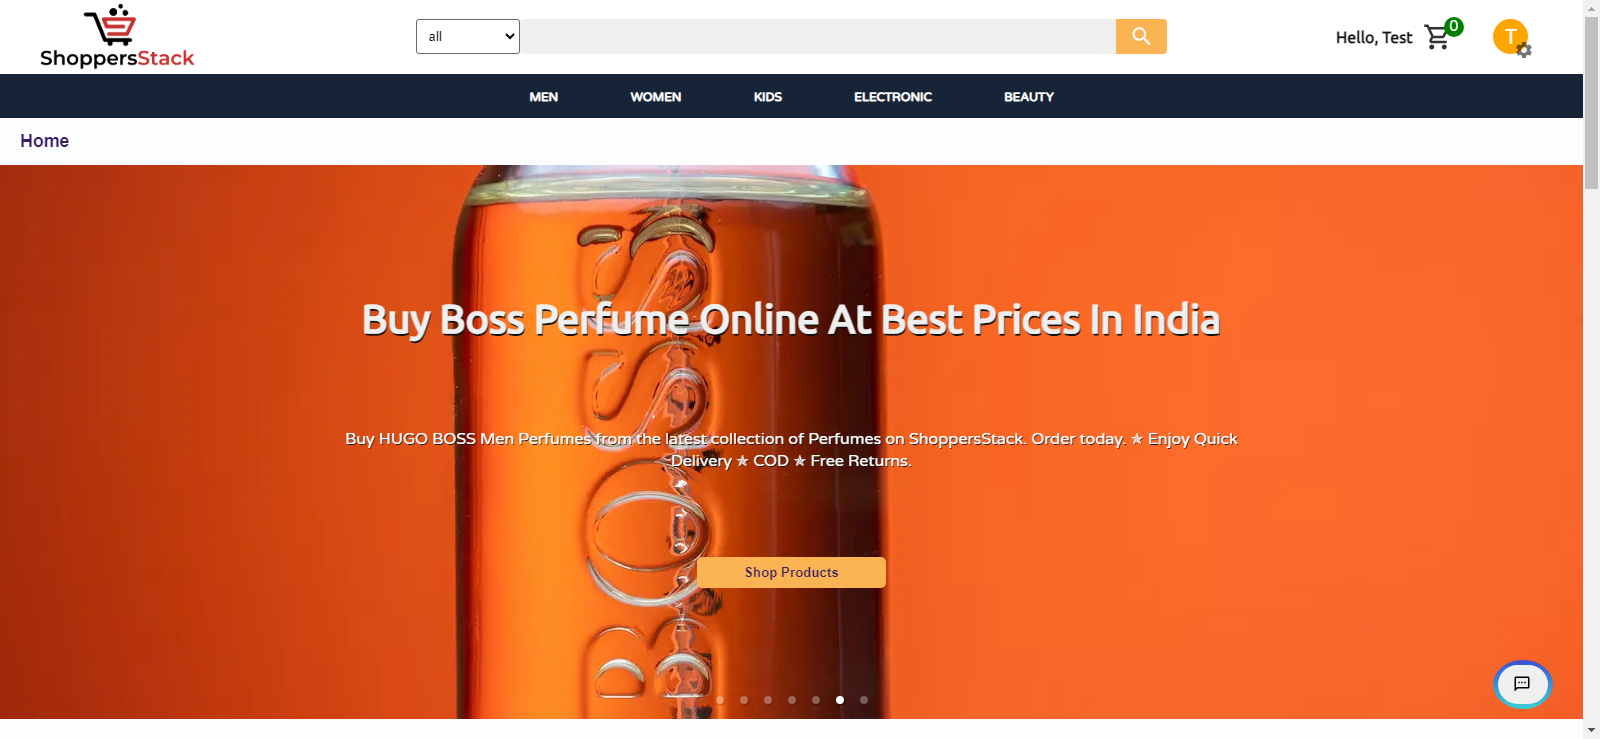 ShoppersStack
all
Hello, Test
0
T
MEN WOMEN KIDS ELECTRONIC BEAUTY
Home
BOSS
Buy Boss Perfume Online At Best Prices In India
Buy HUGO BOSS Men Perfumes from the latest collection of Perfumes on ShoppersStack. Order today. ✯ Enjoy Quick
Delivery ✯ COD ✯ Free Returns.
Shop Products